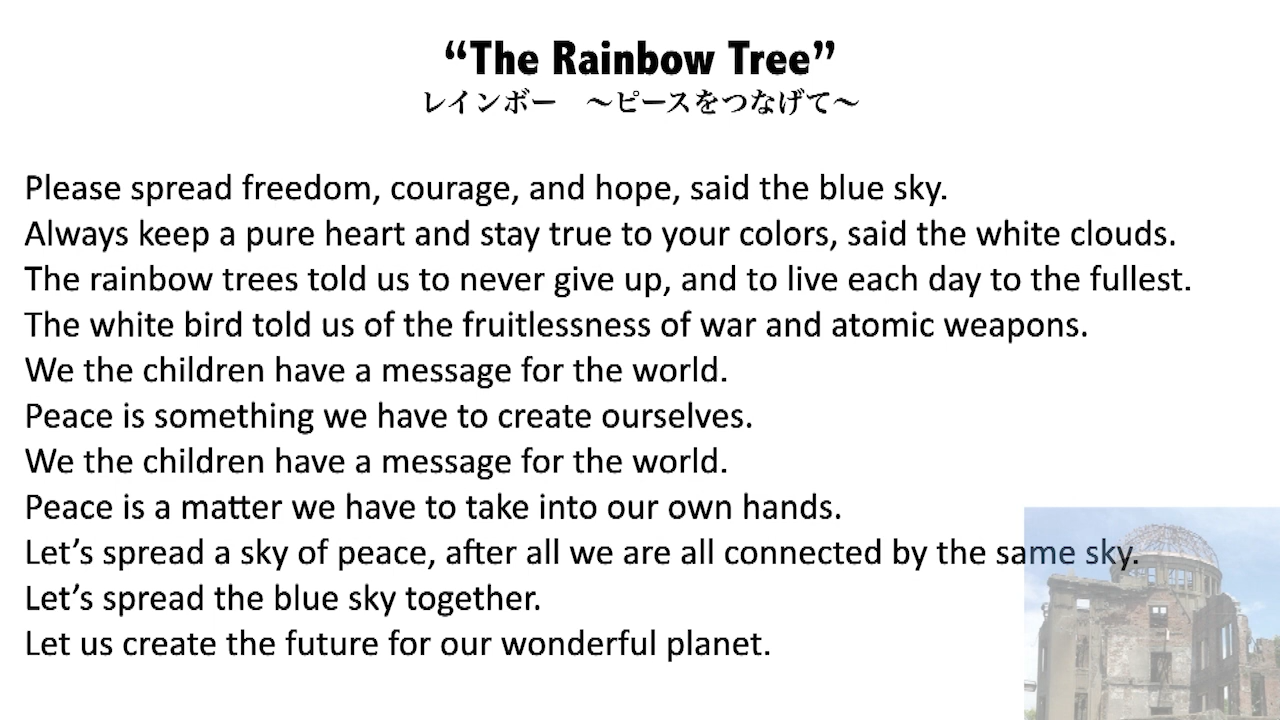 “The Rainbow Tree”
レインボー　～ピースをつなげて～
Please spread freedom, courage, and hope, said the blue sky.
Always keep a pure heart and stay true to your colors, said the white clouds.
The rainbow trees told us to never give up, and to live each day to the fullest.
The white bird told us of the fruitlessness of war and atomic weapons.
We the children have a message for the world.
Peace is something we have to create ourselves.
We the children have a message for the world.
Peace is a matter we have to take into our own hands.
Let’s spread a sky of peace, after all we are all connected by the same sky.
Let’s spread the blue sky together.
Let us create the future for our wonderful planet.